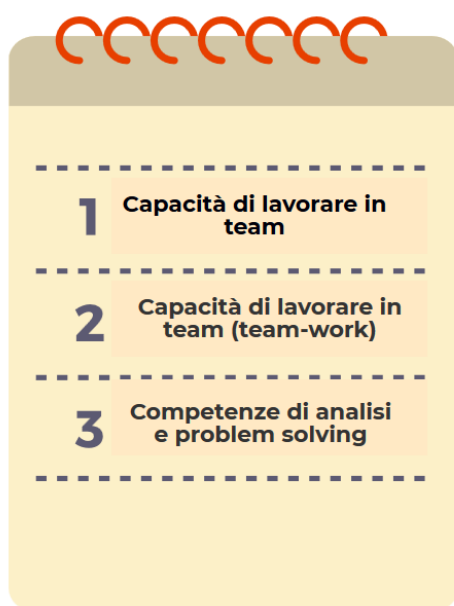 1
Capacità di lavorare in
team
2
Capacità di lavorare in
team (team-work)
3
Competenze di analisi
e problem solving